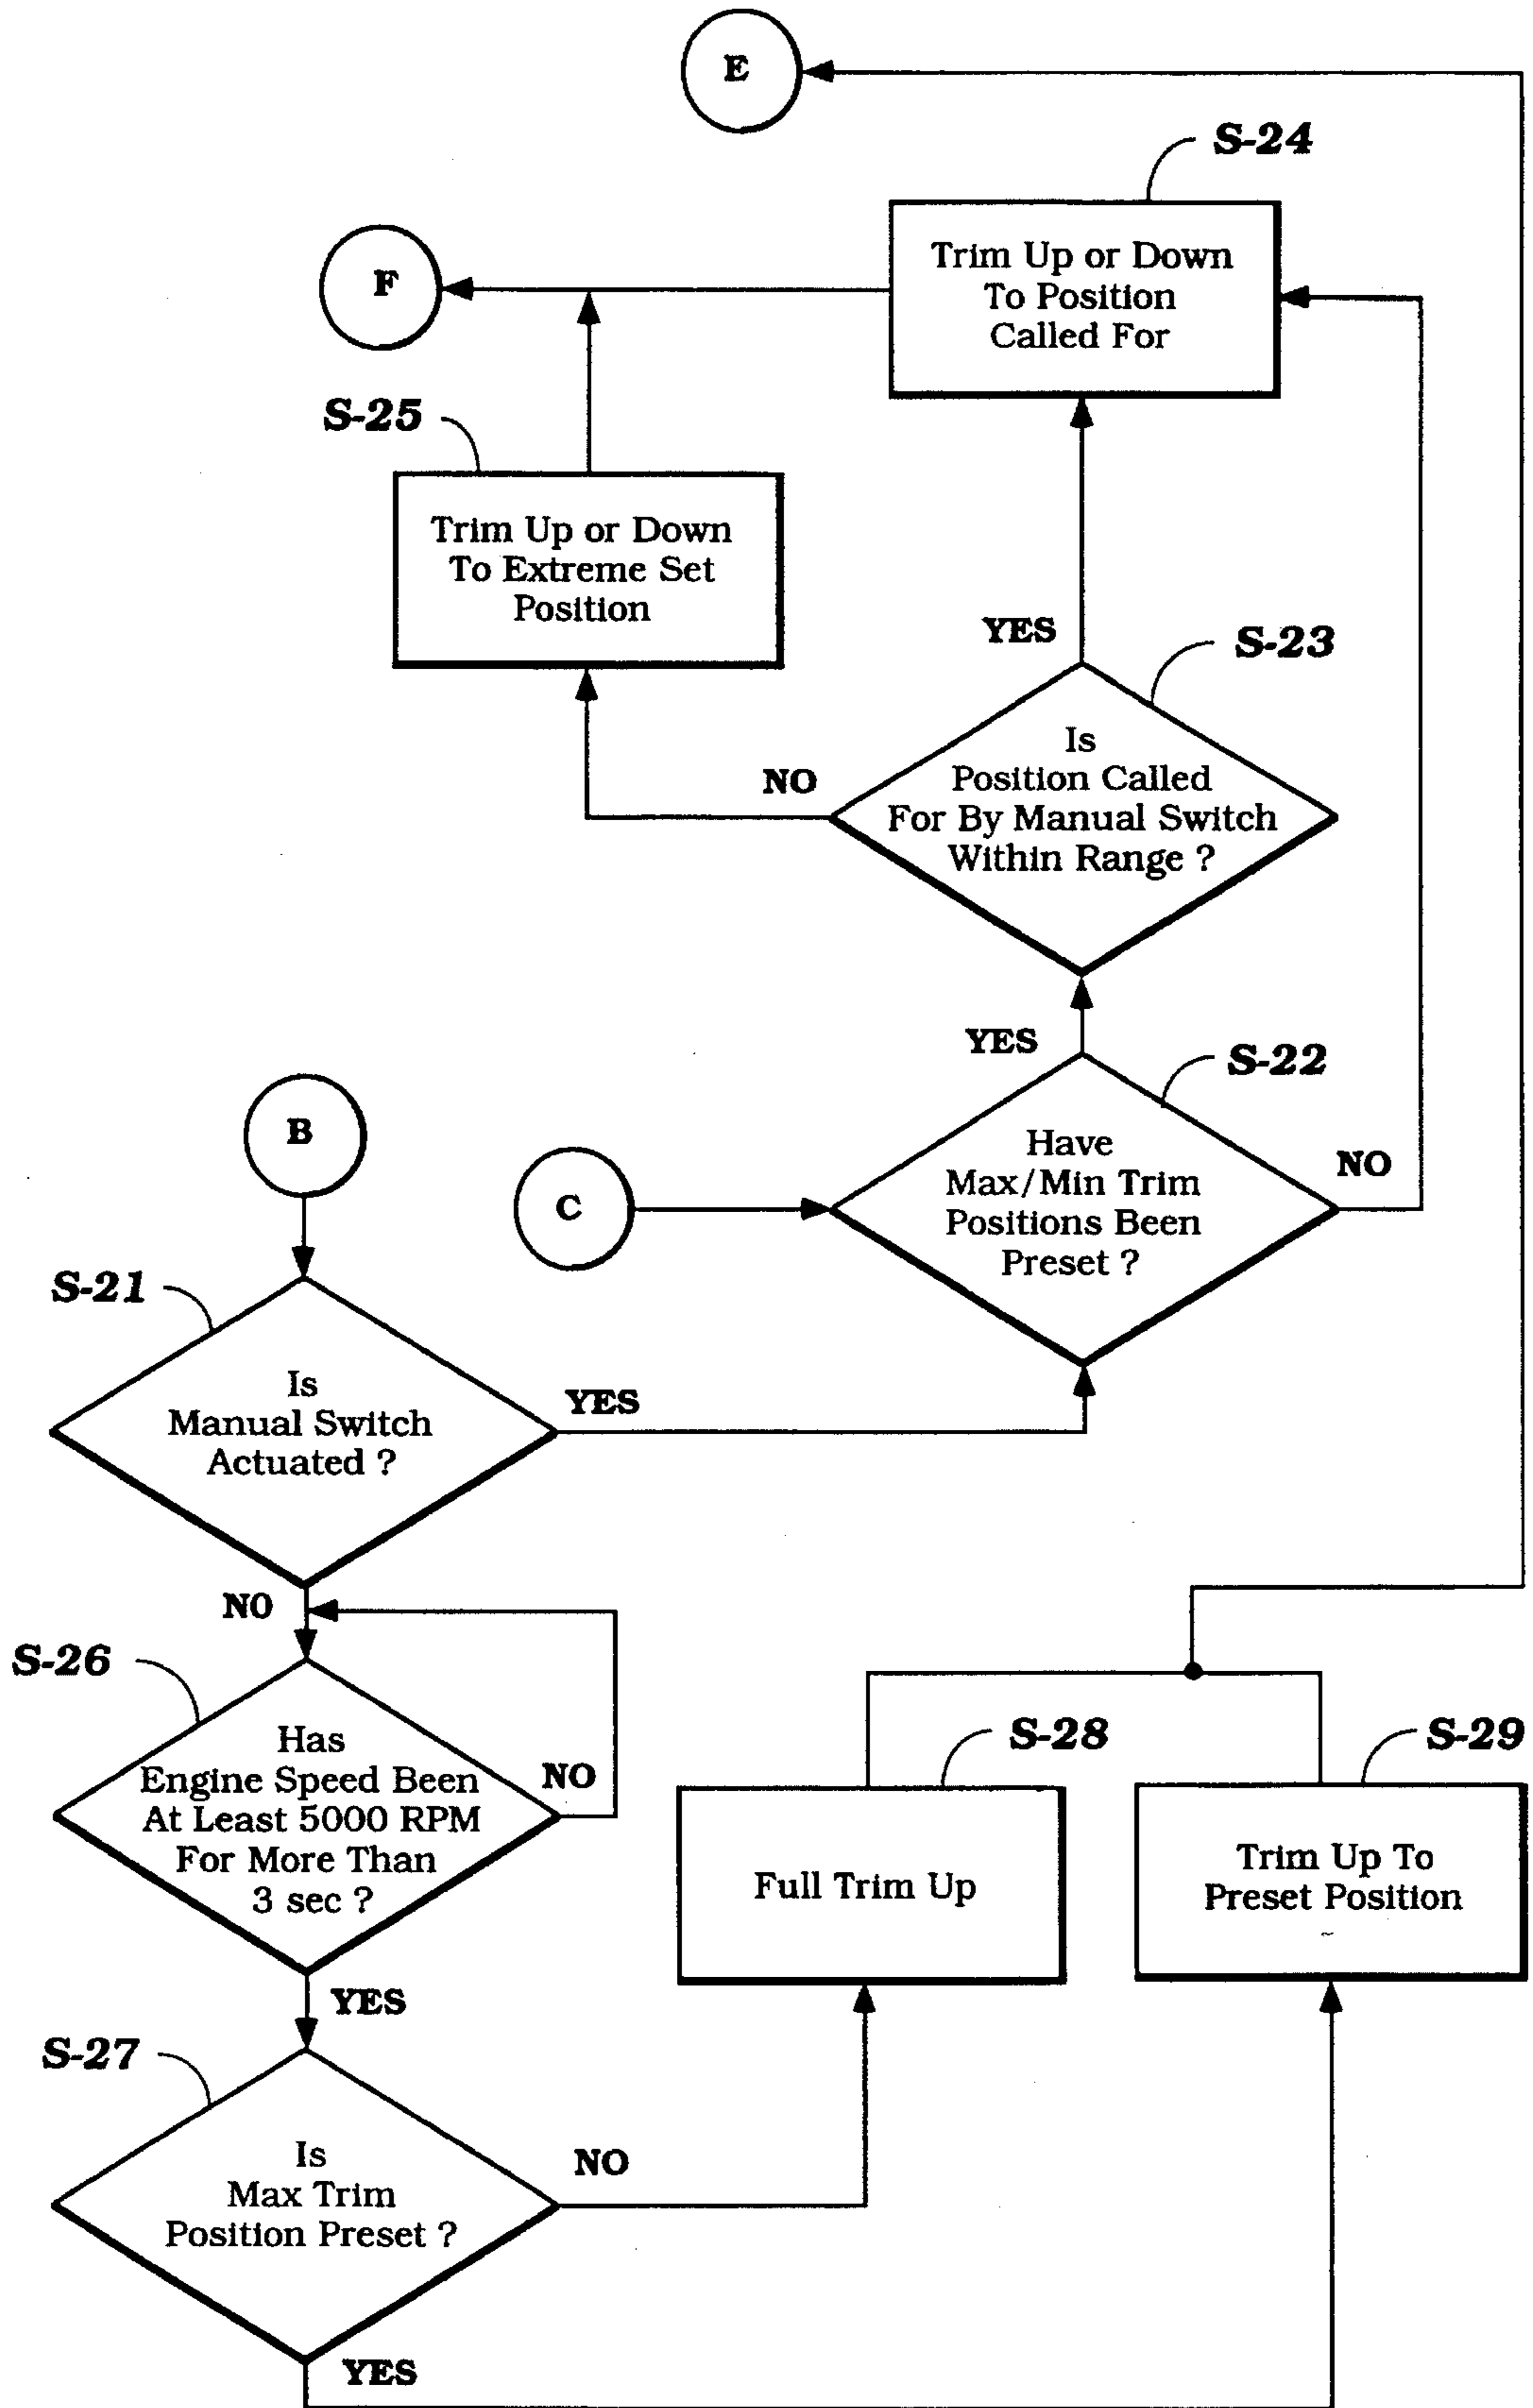 E
S-24
Trim Up or Down
To Position
Called For
F
S-25
Trim Up or Down
To Extreme Set
Position
YES
S-23
Is
Position Called
For By Manual Switch
Within Range ?
NO
YES
S-22
Have
Max/Min Trim
Positions Been
Preset ?
NO
B
C
S-21
Is
Manual Switch
Actuated ?
YES
NO
S-26
Has
Engine Speed Been
At Least 5000 RPM
For More Than
3 sec ?
NO
S-28
Full Trim Up
S-29
Trim Up To
Preset Position
YES
S-27
Is
Max Trim
Position Preset ?
NO
YES